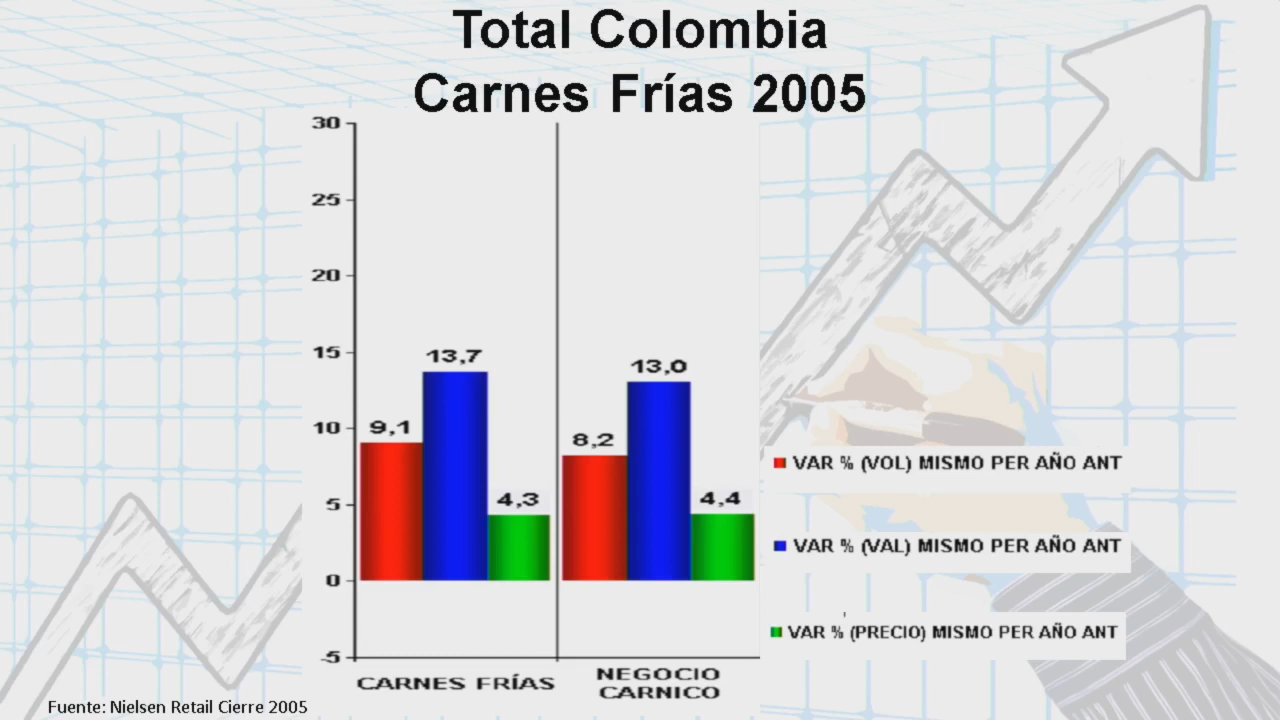 Total Colombia
Carnes Frías 2005
30
25
20
15
10
5
0
-5
9,1
13,7
4,3
8,2
13,0
4,4
CARNES FRÍAS
NEGOCIO
CARNICO
VAR % (VOL) MISMO PER AÑO ANT
VAR % (VAL) MISMO PER AÑO ANT
VAR % (PRECIO) MISMO PER AÑO ANT
Fuente: Nielsen Retail Cierre 2005